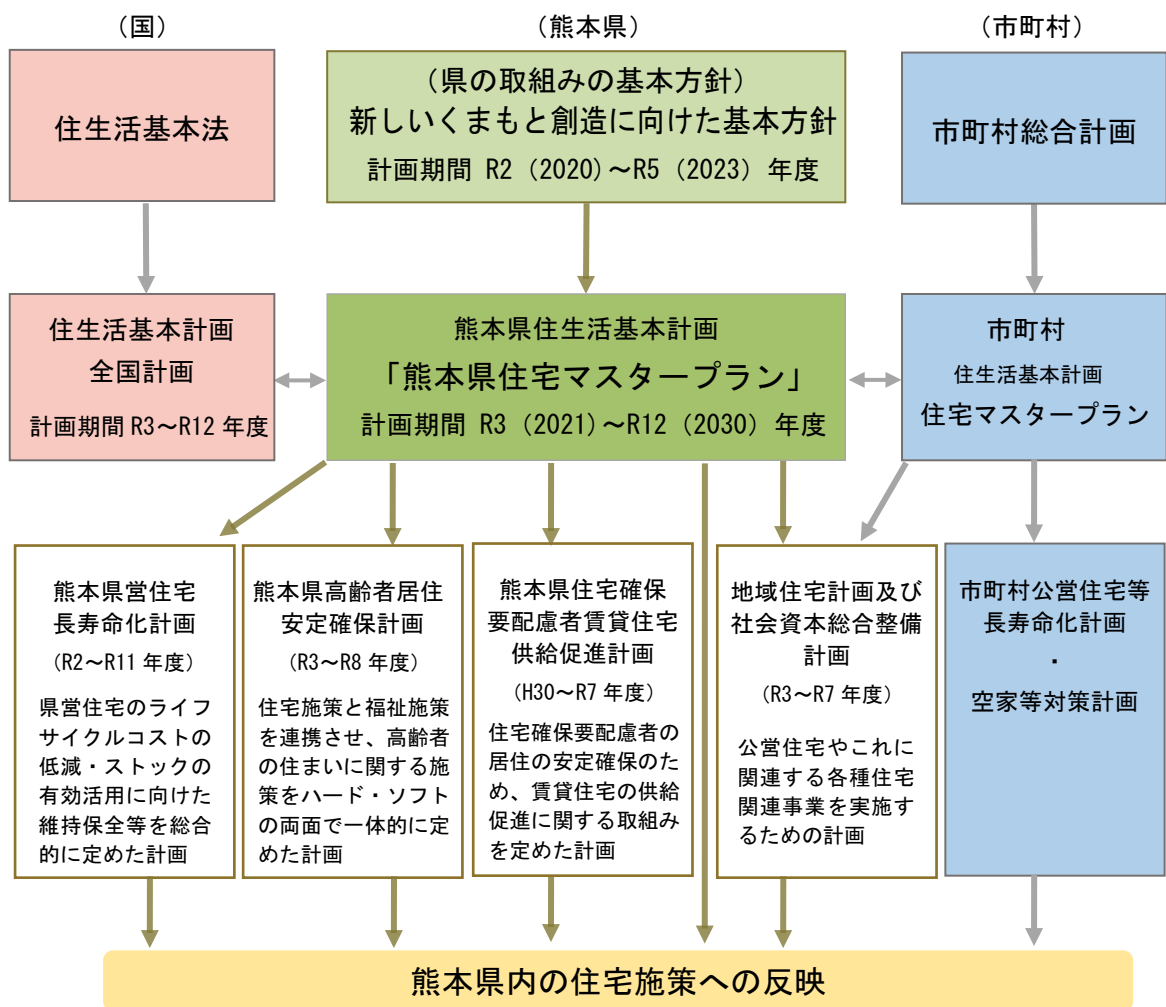 （国）
（熊本県）
（市町村）
住生活基本法
（県の取組みの基本方針）
新しいくまもと創造に向けた基本方針
計画期間 R2（2020）～R5（2023）年度
市町村総合計画
住生活基本計画
全国計画
計画期間 R3～R12 年度
熊本県住生活基本計画
「熊本県住宅マスタープラン」
計画期間 R3（2021）～R12（2030）年度
市町村
住生活基本計画
住宅マスタープラン
熊本県営住宅
長寿命化計画
（R2～R11 年度）
県営住宅のライフ
サイクルコストの
低減・ストックの
有効活用に向けた
維持保全等を総合
的に定めた計画
熊本県高齢者居住
安定確保計画
（R3～R8 年度）
住宅施策と福祉施策
を連携させ、高齢者
の住まいに関する施
策をハード・ソフト
の両面で一体的に定
めた計画
熊本県住宅確保
要配慮者賃貸住宅
供給促進計画
（H30～R7 年度）
住宅確保要配慮者の
居住の安定確保のた
め、賃貸住宅の供給
促進に関する取組み
を定めた計画
地域住宅計画及び
社会資本総合整備
計画
（R3～R7 年度）
公営住宅やこれに
関連する各種住宅
関連事業を実施す
るための計画
市町村公営住宅等
長寿命化計画
・
空家等対策計画
熊本県内の住宅施策への反映